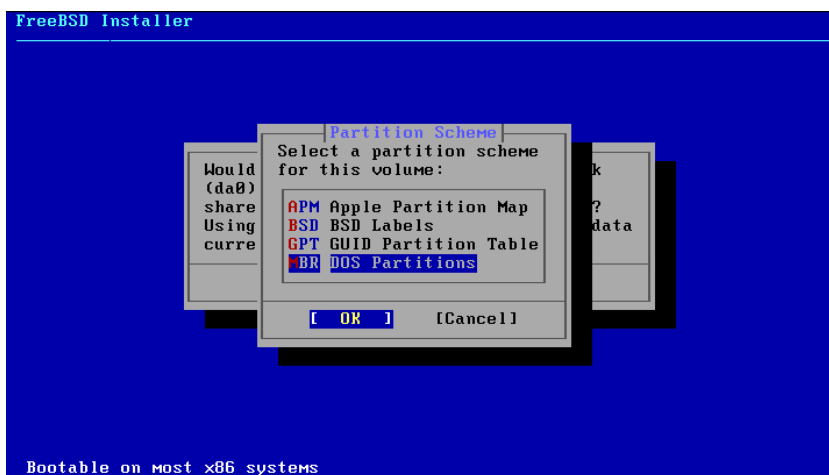 FreeBSD Installer
Partition Scheme
Select a partition scheme
for this volume:
Would
(da0)
share
Using
curre
k
?
data
APM Apple Partition Map
BSD BSD Labels
GPT GUID Partition Table
MBR DOS Partitions
[ OK ] [Cancel]
Bootable on most x86 systems